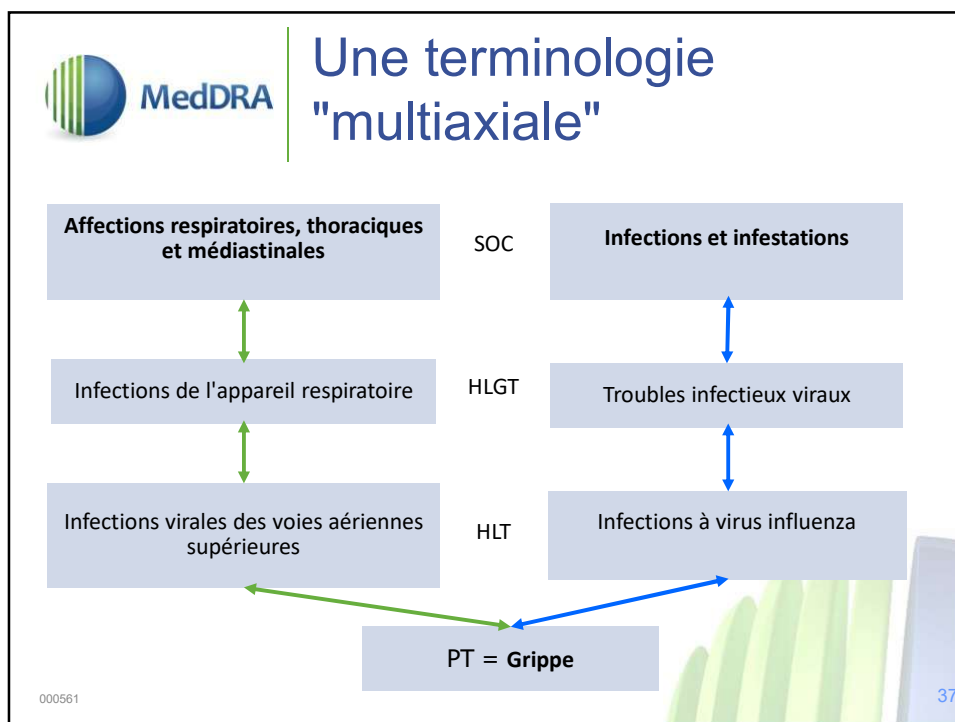 MedDRA
Une terminologie
"multiaxiale"
Affections respiratoires, thoraciques
et médiastinales
SOC
Infections et infestations
Infections de l'appareil respiratoire
HLGT
Troubles infectieux viraux
Infections virales des voies aériennes
supérieures
HLT
Infections à virus influenza
PT = Grippe
000561
37